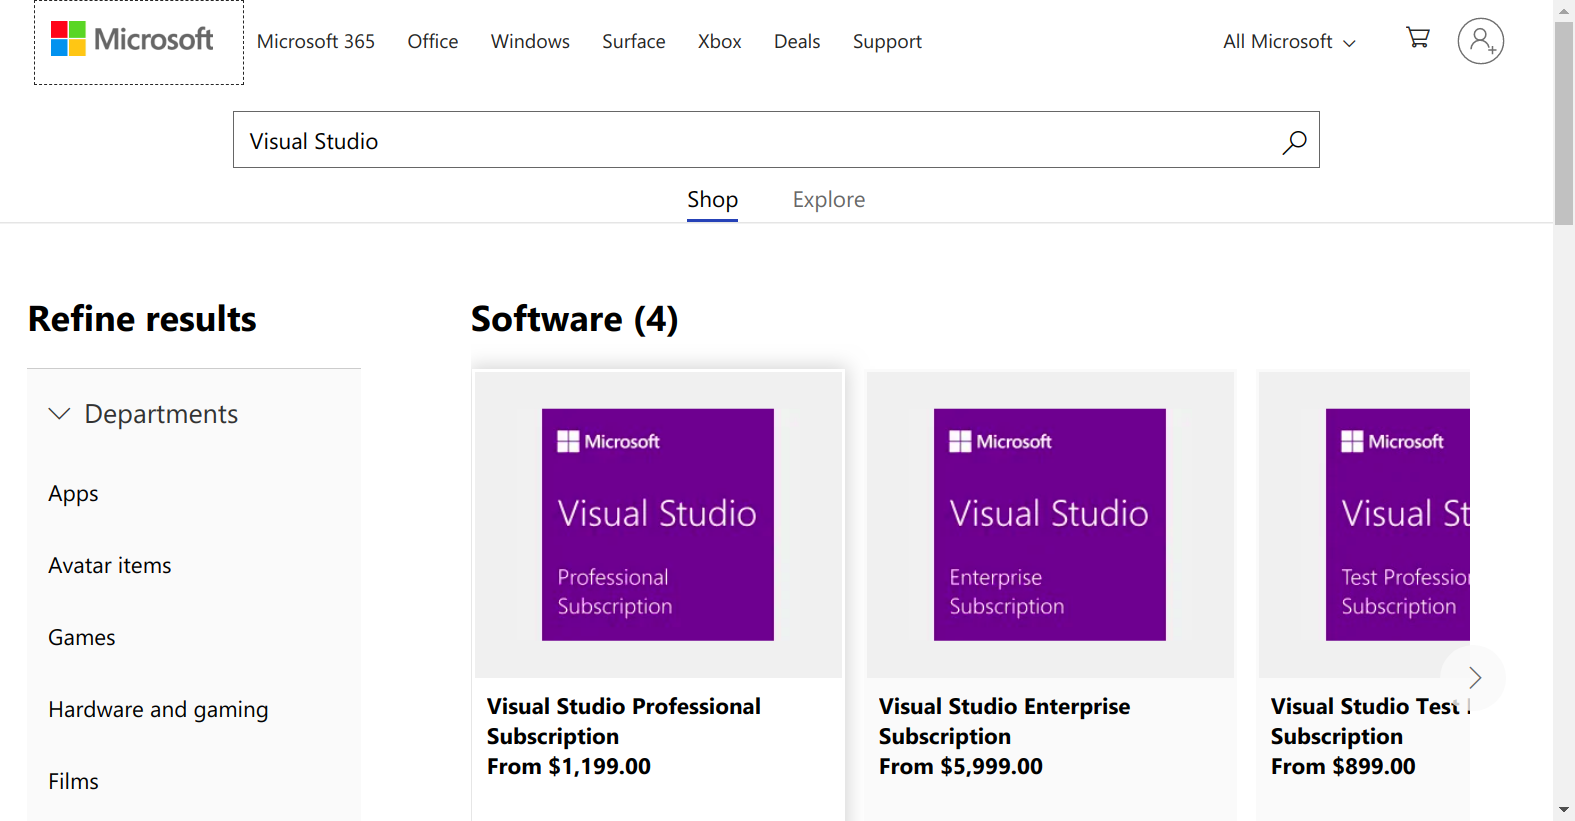 Microsoft
Microsoft 365 Office Windows Surface Xbox Deals Support All Microsoft
Visual Studio
Shop Explore
Refine results
Departments
Apps
Avatar items
Games
Hardware and gaming
Films
Software (4)
Microsoft
Visual Studio
Professional
Subscription
Visual Studio Professional
Subscription
From $1,199.00
Microsoft
Visual Studio
Enterprise
Subscription
Visual Studio Enterprise
Subscription
From $5,999.00
Microsoft
Visual St
Test Professio
Subscription
Visual Studio Test
Subscription
From $899.00